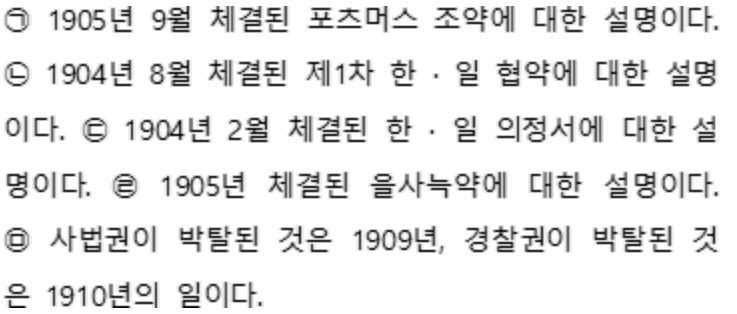 ㉠ 1905년 9월 체결된 포츠머스 조약에 대한 설명이다.
㉡ 1904년 8월 체결된 제1차 한·일 협약에 대한 설명
이다. ㉢ 1904년 2월 체결된 한·일 의정서에 대한 설
명이다. ㉣ 1905년 체결된 을사늑약에 대한 설명이다.
㉤ 사법권이 박탈된 것은 1909년, 경찰권이 박탈된 것
은 1910년의 일이다.